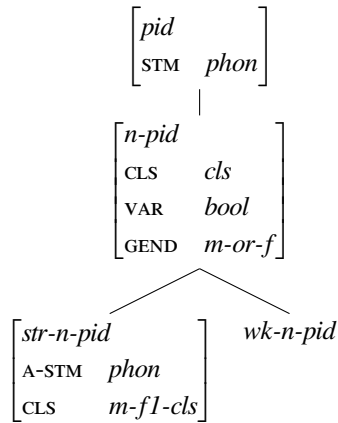 pid
STM phon
n-pid
CLS cls
VAR bool
GEND m-or-f
str-n-pid wk-n-pid
A-STM phon
CLS m-f1-cls